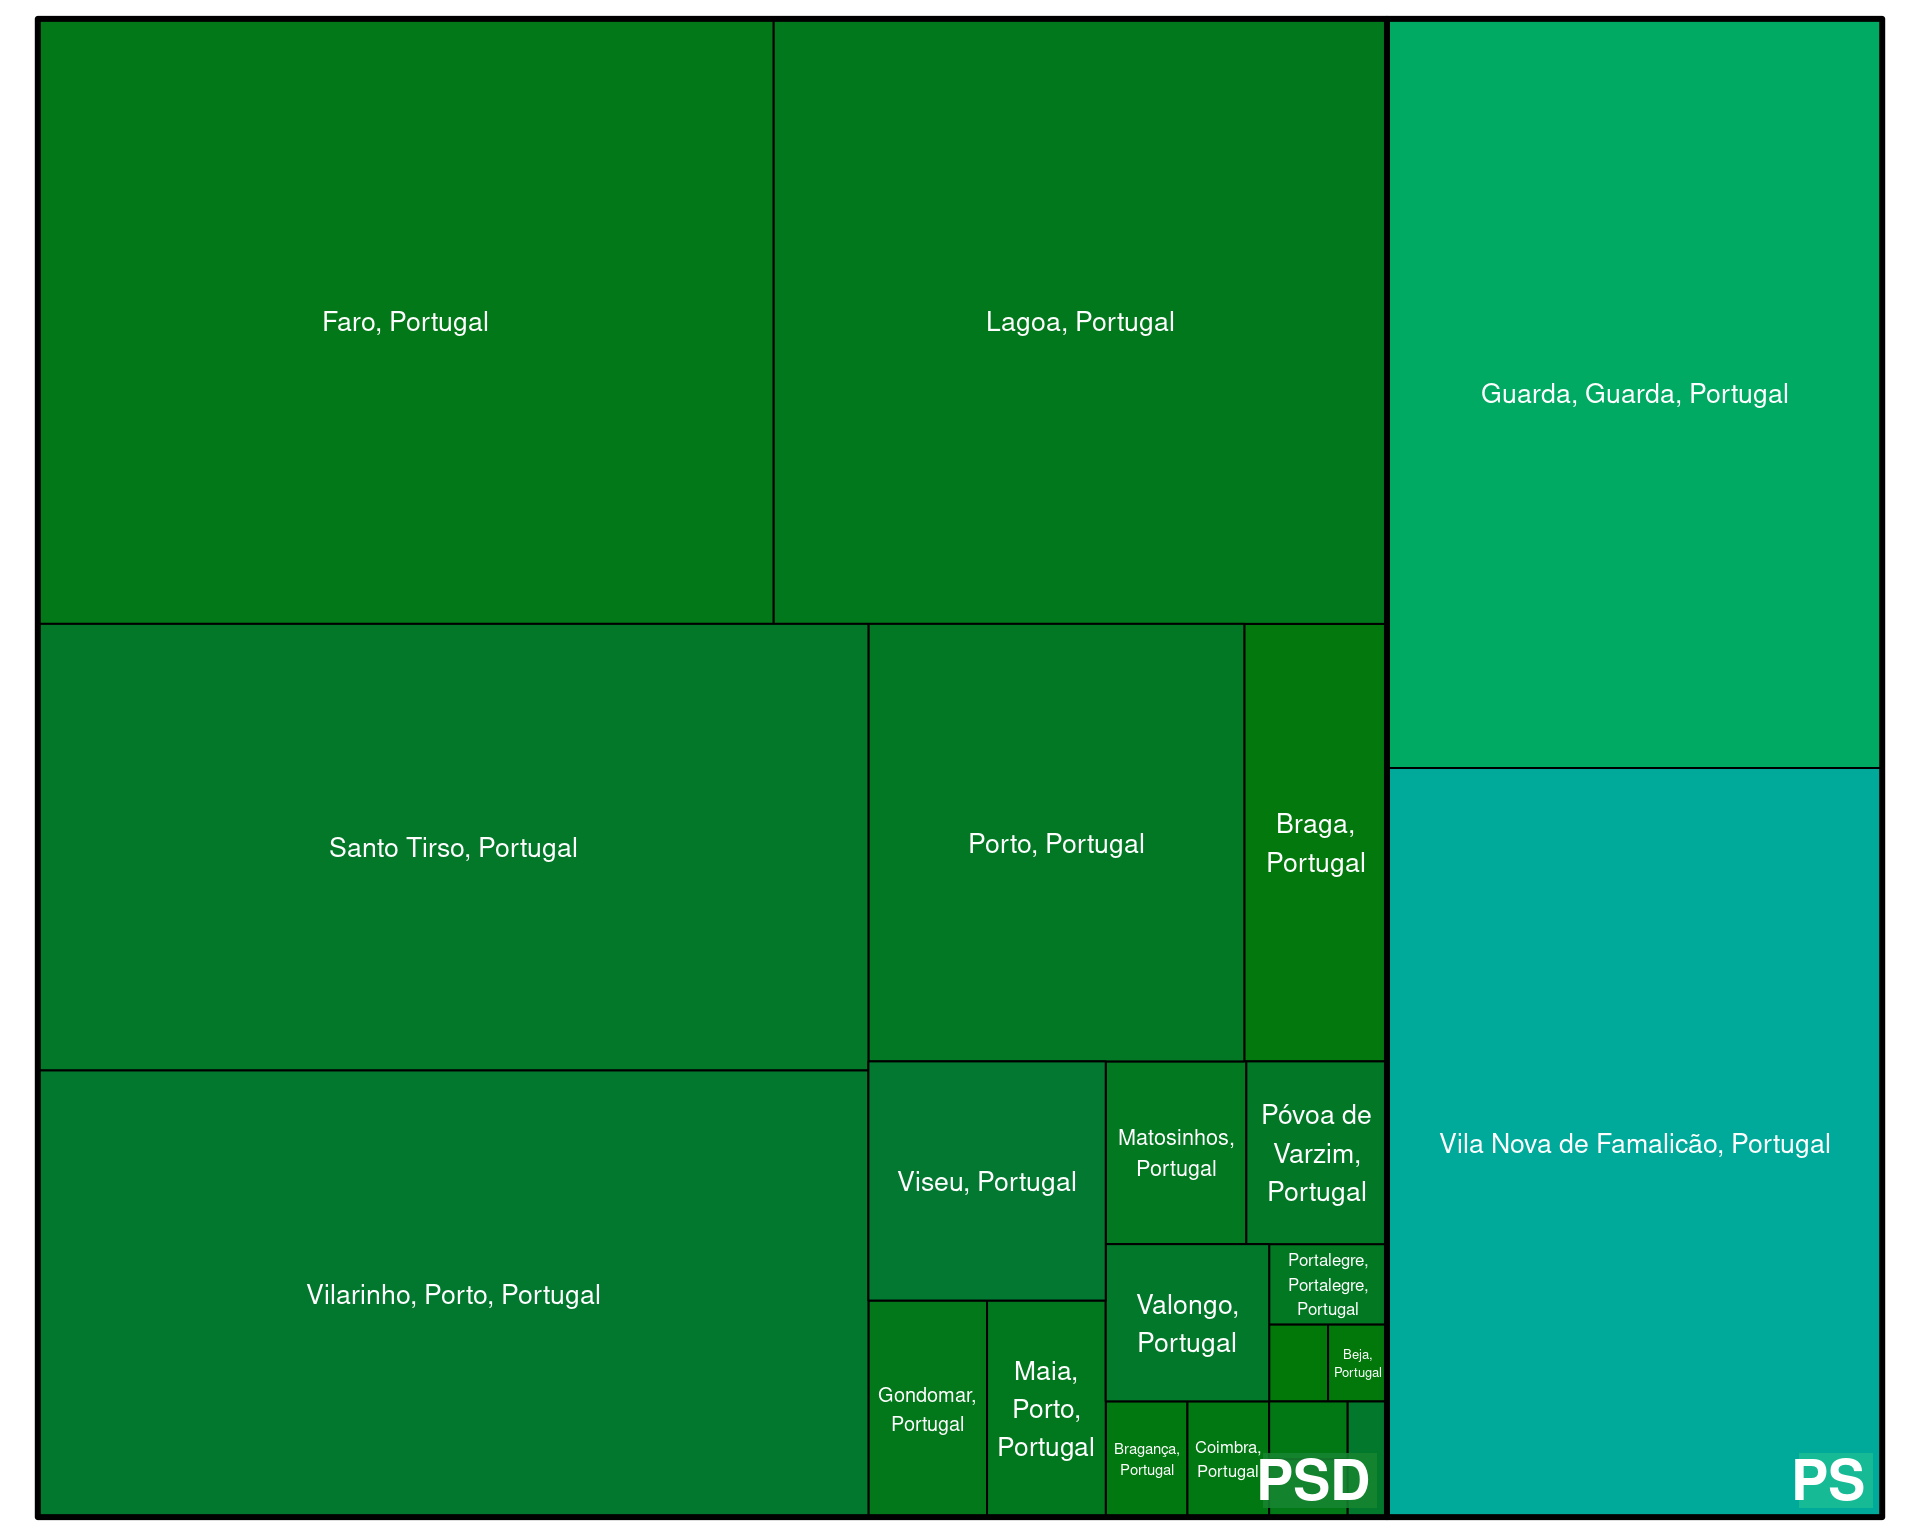 Faro, Portugal
Lagoa, Portugal
Guarda, Guarda, Portugal
Santo Tirso, Portugal
Porto, Portugal
Braga,
Portugal
Vilarinho, Porto, Portugal
Viseu, Portugal
Matosinhos,
Portugal
Póvoa de
Varzim,
Portugal
Vila Nova de Famalicão, Portugal
Gondomar,
Portugal
Maia,
Porto,
Portugal
Valongo,
Portugal
Portalegre,
Portalegre,
Portugal
Beja,
Portugal
Bragança,
Portugal
Coimbra,
Portugal
PSD
PS